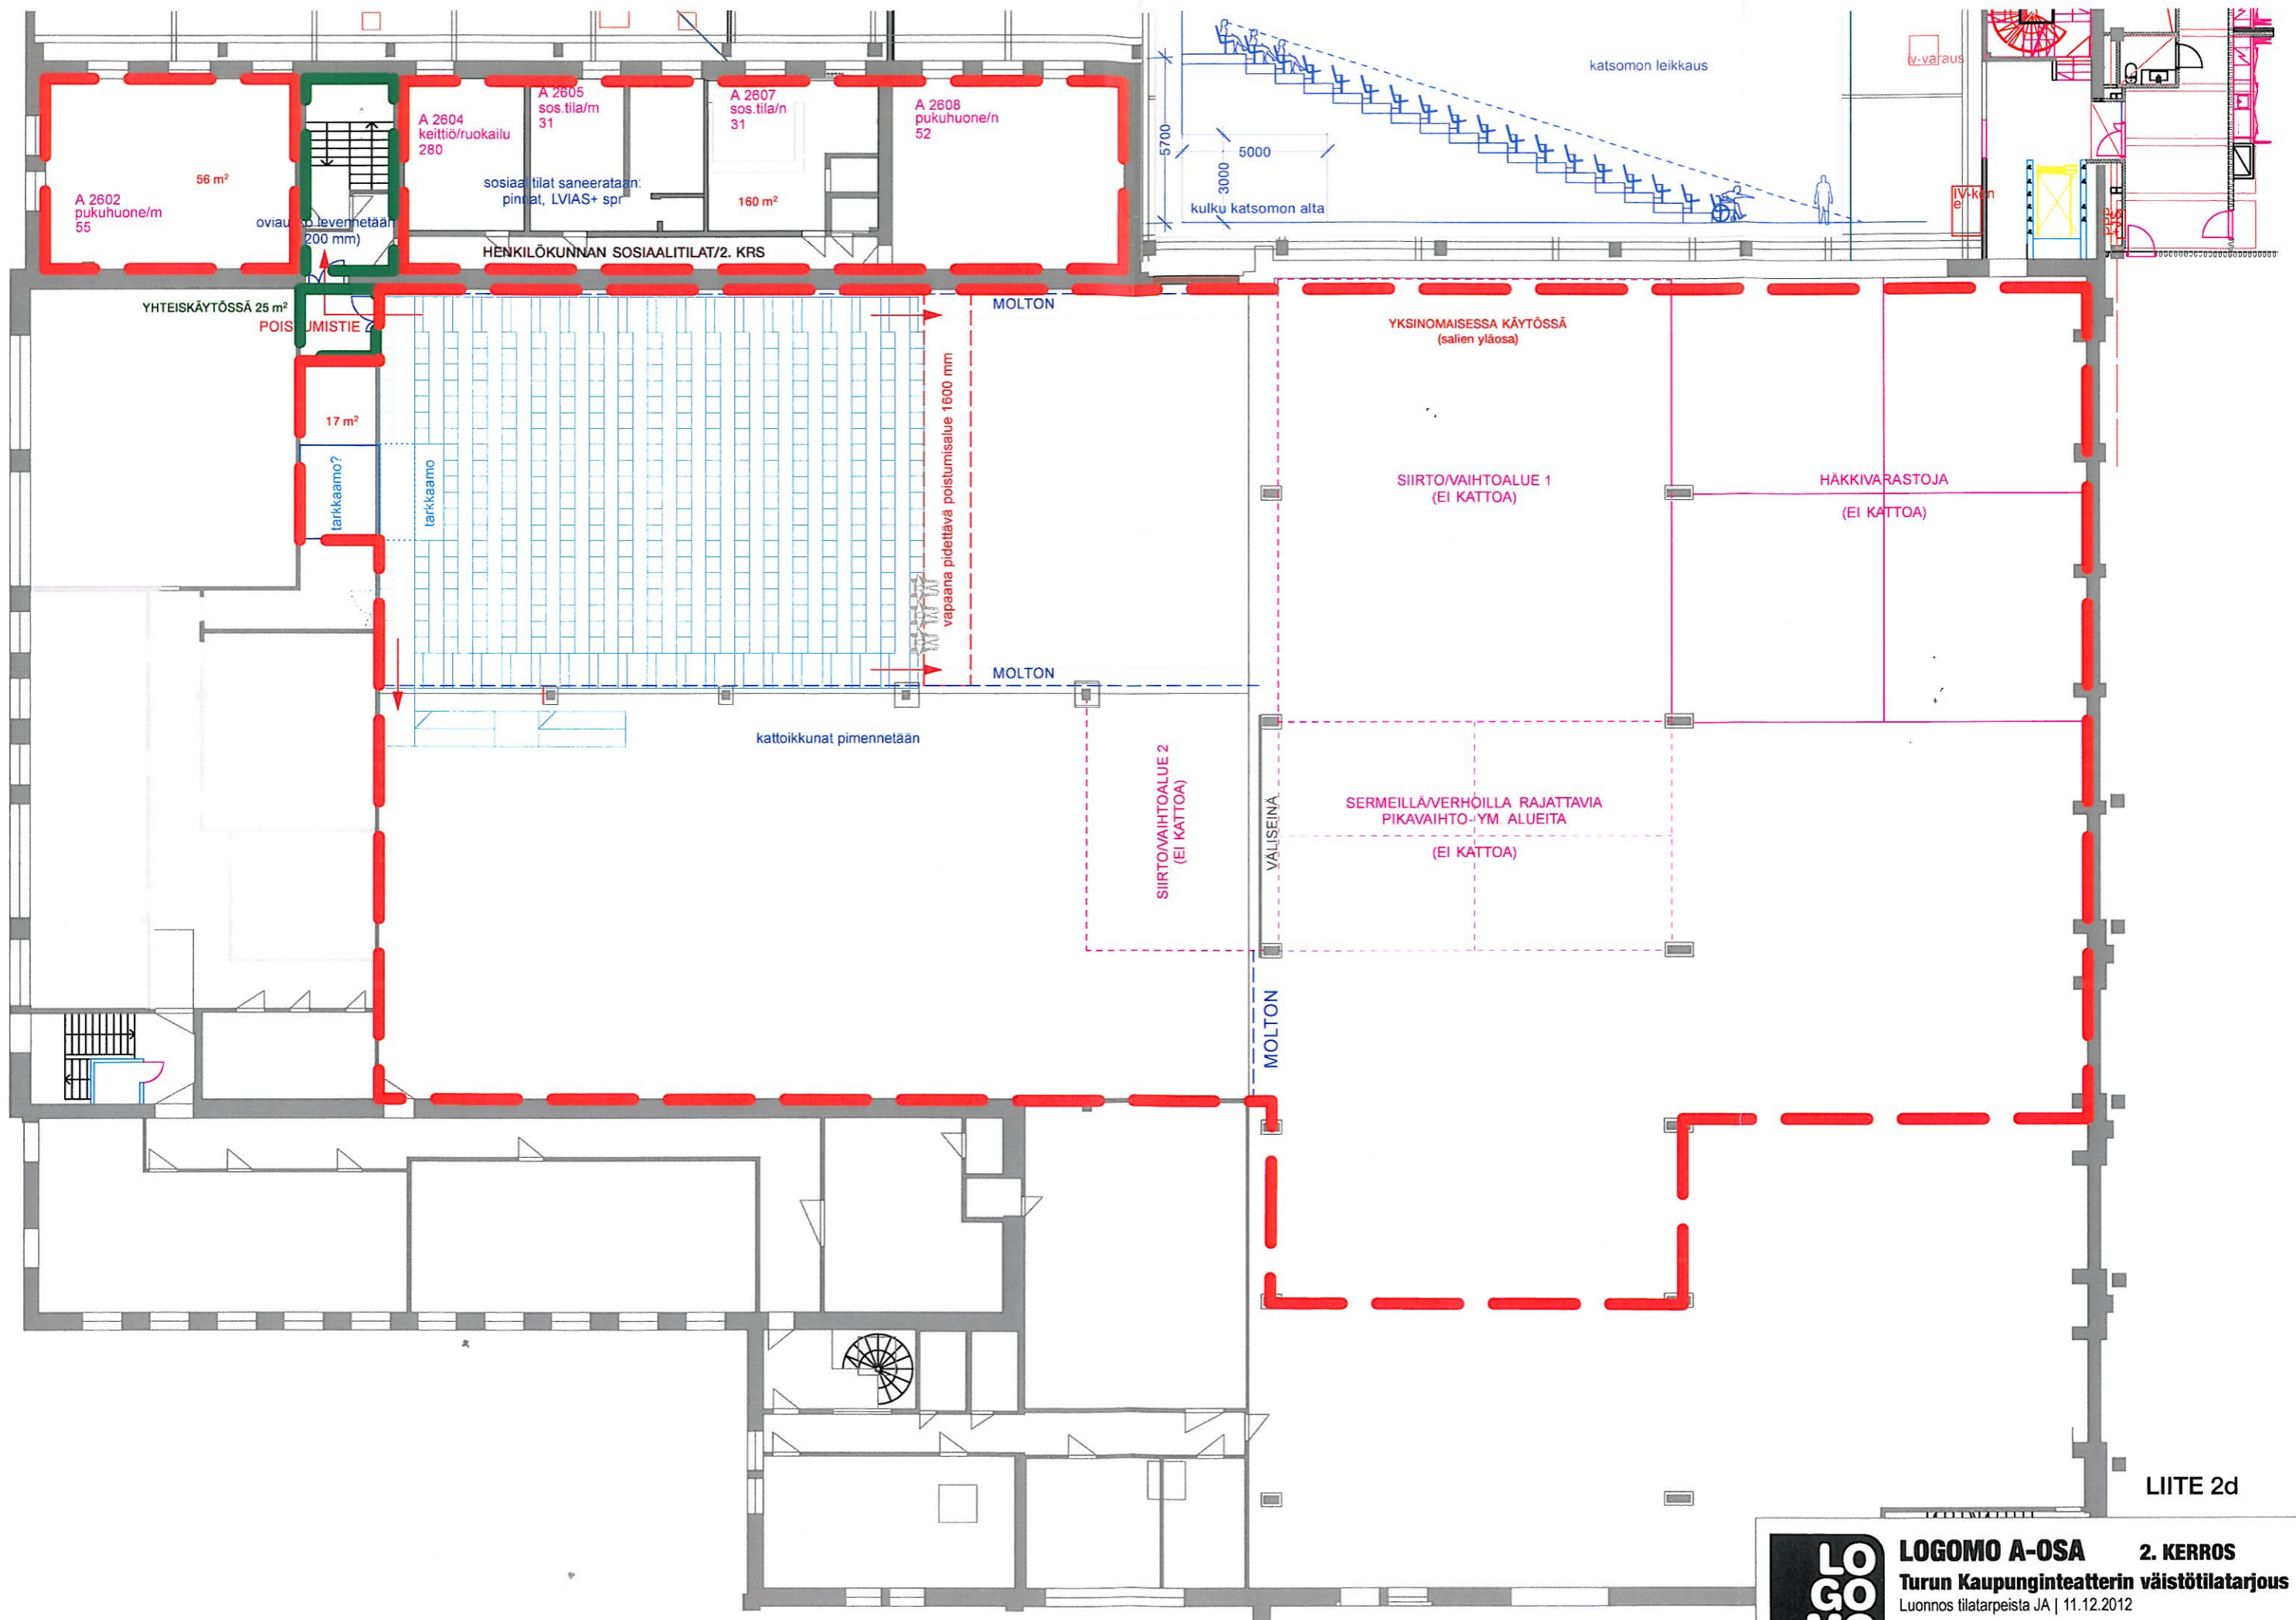 katsomon leikkaus
iv-varaus
5700
5000
3000
kulku katsomon alta
A 2602
pukuhuone/m
55
56 m²
A 2604
keittiö/ruokailu
280
A 2605
sos.tila/m
31
A 2607
sos.tila/n
31
A 2608
pukuhuone/n
52
sosiaalitilat saneerataan:
pinnat, LVIAS+ spr
160 m²
levennetään
HENKILÖKUNNAN SOSIAALITILAT/2. KRS
YHTEISKÄYTÖSSÄ 25 m²
POISTUMISTIE
MOLTON
YKSINOMAISESSA KÄYTÖSSÄ
(salien yläosa)
17 m²
tarkkaamo?
tarkkaamo
vapaana pidettävä poistumisalue 1600 mm
SIIRTO/VAIHTOALUE 1
(EI KATTOA)
HÄKKIVARASTOJA
(EI KATTOA)
MOLTON
kattoikkunat pimennetään
SIIRTO/VAIHTOALUE 2
(EI KATTOA)
VÄLISEINÄ
SERMEILLÄ/VERHOILLA RAJATTAVIA
PIKAVAIHTO- YM ALUEITA
(EI KATTOA)
MOLTON
LIITE 2d
LO
GO
LOGOMO A-OSA 2. KERROS
Turun Kaupunginteatterin väistötilatarjous
Luonnos tilatarpeista JA | 11.12.2012